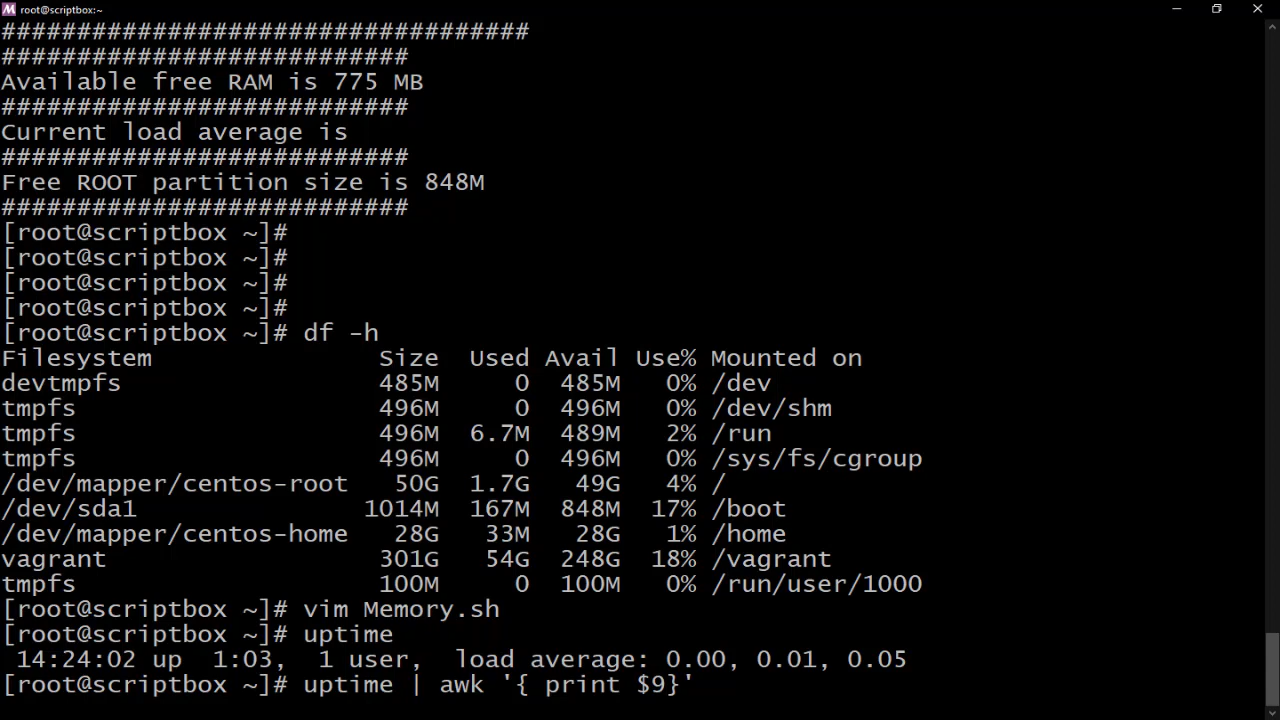 root@scriptbox:~
###################################
###########################
Available free RAM is 775 MB
###########################
Current load average is
###########################
Free ROOT partition size is 848M
###########################
[root@scriptbox ~]#
[root@scriptbox ~]#
[root@scriptbox ~]#
[root@scriptbox ~]#
[root@scriptbox ~]# df -h
Filesystem               Size  Used Avail Use% Mounted on
devtmpfs                 485M     0  485M   0% /dev
tmpfs                    496M     0  496M   0% /dev/shm
tmpfs                    496M  6.7M  489M   2% /run
tmpfs                    496M     0  496M   0% /sys/fs/cgroup
/dev/mapper/centos-root   50G  1.7G   49G   4% /
/dev/sda1               1014M  167M  848M  17% /boot
/dev/mapper/centos-home   28G   33M   28G   1% /home
vagrant                  301G   54G  248G  18% /vagrant
tmpfs                    100M     0  100M   0% /run/user/1000
[root@scriptbox ~]# vim Memory.sh
[root@scriptbox ~]# uptime
 14:24:02 up  1:03,  1 user,  load average: 0.00, 0.01, 0.05
[root@scriptbox ~]# uptime | awk '{ print $9}'